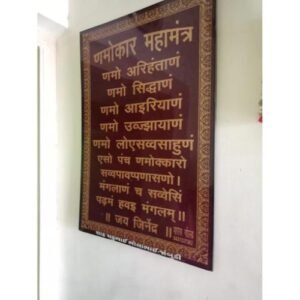 णमोकार महामंत्र
णमो अरिहंताणं
णमो सिद्धाणं
णमो आइरियाणं
णमो उवज्झायाणं
णमो लोएसव्वसाहुणं
एसो पंच णमोक्कारो
सव्वपावप्पणासणो।
मंगलाणं च सव्वेसिं
पढमं हवइ मंगलम्॥
॥ जय जिनेंद्र ॥